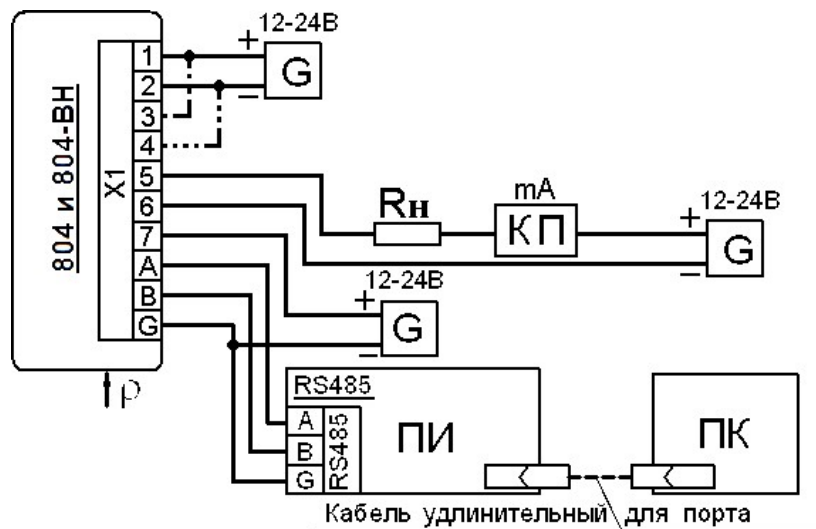 804 и 804-ВН
X1
1
2
3
4
5
6
7
A
B
G
ρ
+ 12-24В
G
−
Rн
mA
КП
+ 12-24В
G
−
12-24В
+
G
−
RS485
A
B
G
RS485
ПИ
ПК
Кабель удлинительный для порта